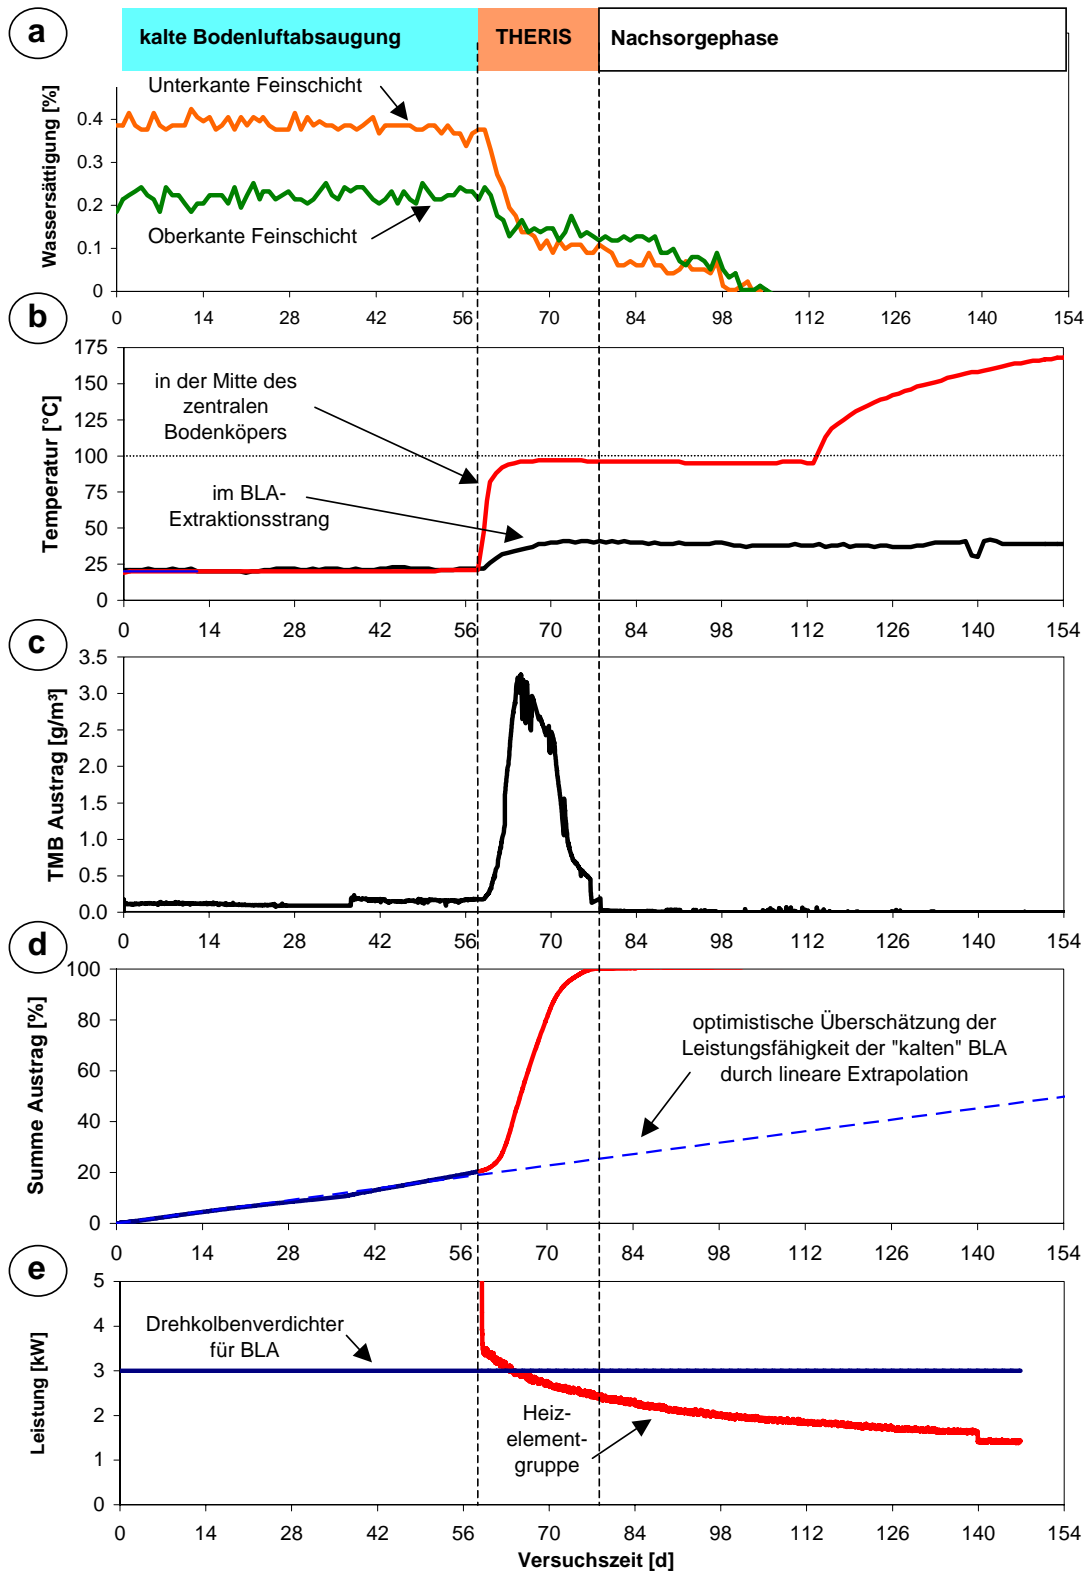 a
kalte Bodenluftabsaugung
THERIS
Nachsorgephase
Wassersättigung [%]
Unterkante Feinschicht
Oberkante Feinschicht
0.4
0.3
0.2
0.1
0
0 14 28 42 56 70 84 98 112 126 140 154
b
Temperatur [°C]
175
150
125
100
75
50
25
0
in der Mitte des
zentralen
Bodenköpers
im BLA-
Extraktionsstrang
0 14 28 42 56 70 84 98 112 126 140 154
c
TMB Austrag [g/m³]
3.5
3.0
2.5
2.0
1.5
1.0
0.5
0.0
0 14 28 42 56 70 84 98 112 126 140 154
d
Summe Austrag [%]
100
80
60
40
20
0
optimistische Überschätzung der
Leistungsfähigkeit der "kalten" BLA
durch lineare Extrapolation
0 14 28 42 56 70 84 98 112 126 140 154
e
Leistung [kW]
5
4
3
2
1
0
Drehkolbenverdichter
für BLA
Heiz-
element-
gruppe
0 14 28 42 56 70 84 98 112 126 140 154
Versuchszeit [d]